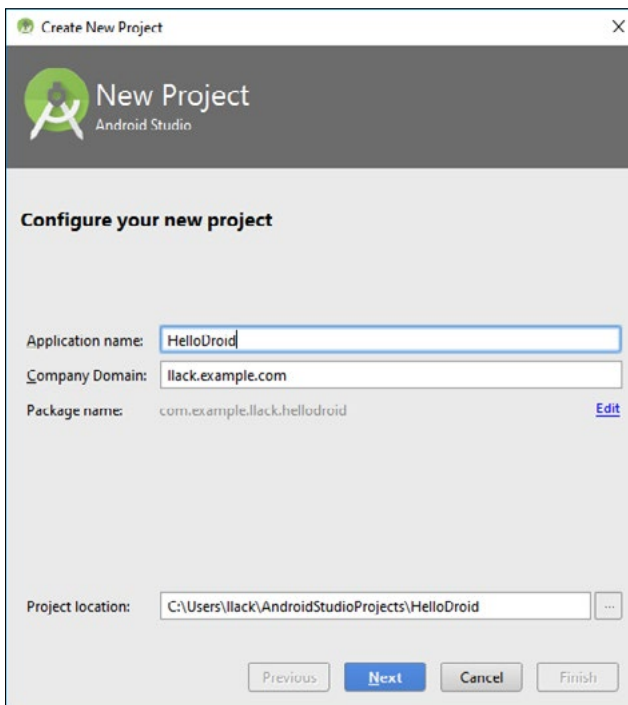 Create New Project
New Project
Android Studio
Configure your new project
Application name: HelloDroid
Company Domain: llack.example.com
Package name: com.example.llack.hellodroid Edit
Project location: C:\Users\llack\AndroidStudioProjects\HelloDroid ...
Previous Next Cancel Finish